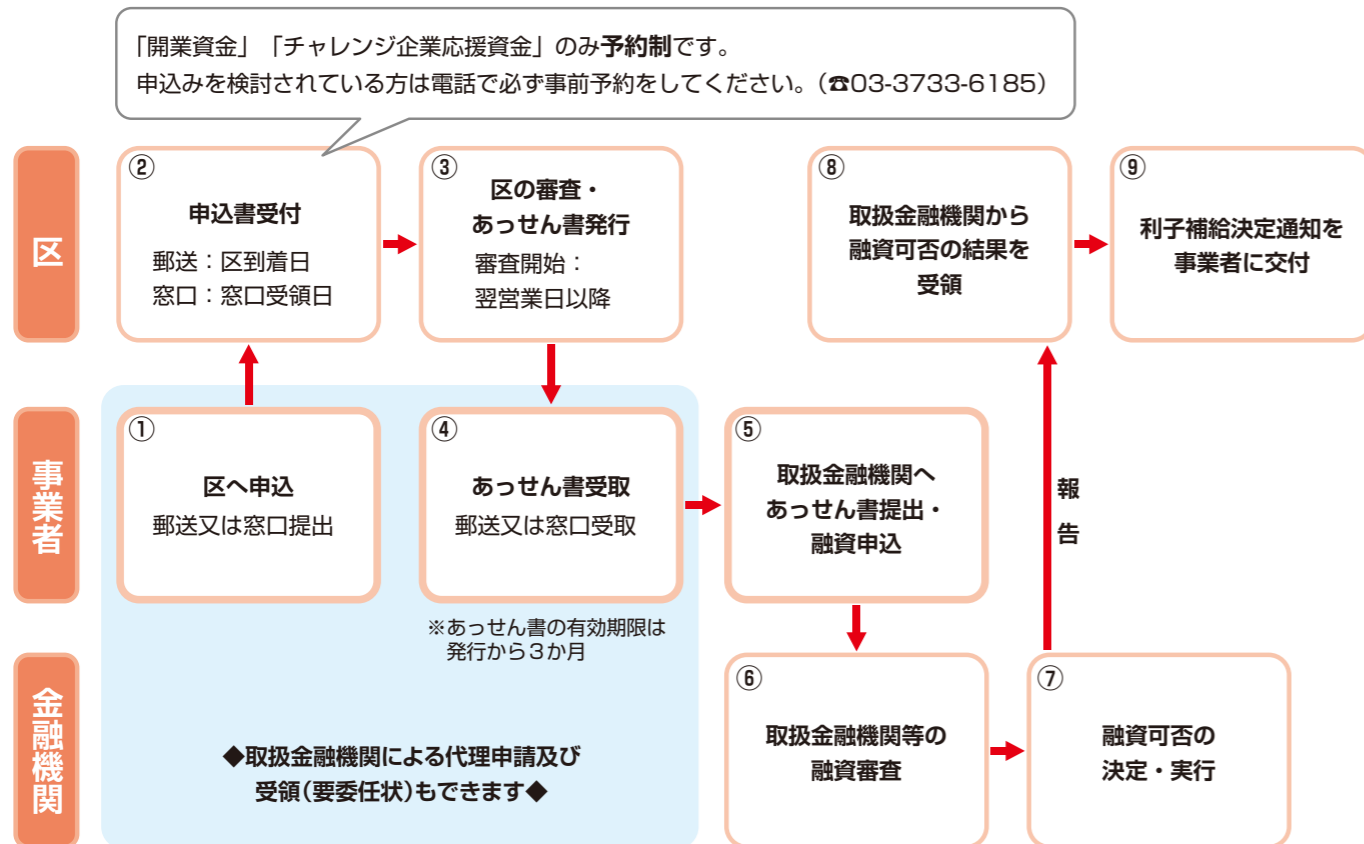 「開業資金」「チャレンジ企業応援資金」のみ予約制です。
申込みを検討されている方は電話で必ず事前予約をしてください。（☎03-3733-6185）
区
②
申込書受付
郵送：区到着日
窓口：窓口受領日
③
区の審査・
あっせん書発行
審査開始：
翌営業日以降
⑧
取扱金融機関から
融資可否の結果を
受領
⑨
利子補給決定通知を
事業者に交付
事業者
①
区へ申込
郵送又は窓口提出
④
あっせん書受取
郵送又は窓口受取
※あっせん書の有効期限は
発行から３か月
⑤
取扱金融機関へ
あっせん書提出・
融資申込
報告
金融機関
◆取扱金融機関による代理申請及び
受領（要委任状）もできます◆
⑥
取扱金融機関等の
融資審査
⑦
融資可否の
決定・実行